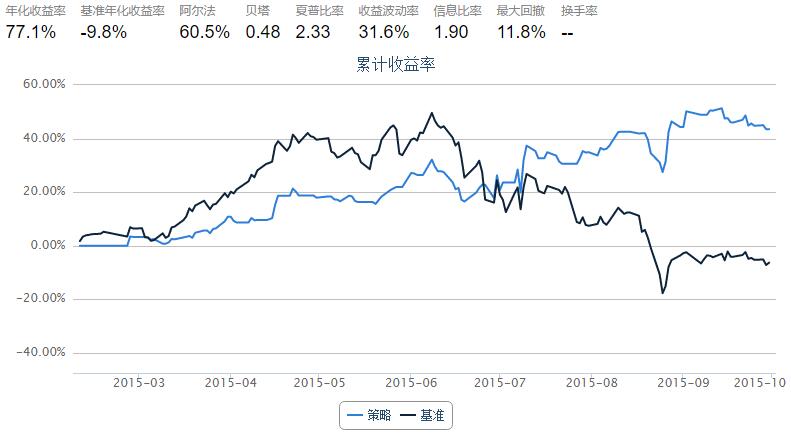 年化收益率 基准年化收益率 阿尔法 贝塔 夏普比率 收益波动率 信息比率 最大回撤 换手率
77.1% -9.8% 60.5% 0.48 2.33 31.6% 1.90 11.8% --
累计收益率
60.00%
40.00%
20.00%
0.00%
-20.00%
-40.00%
2015-03 2015-04 2015-05 2015-06 2015-07 2015-08 2015-09 2015-10
策略 基准